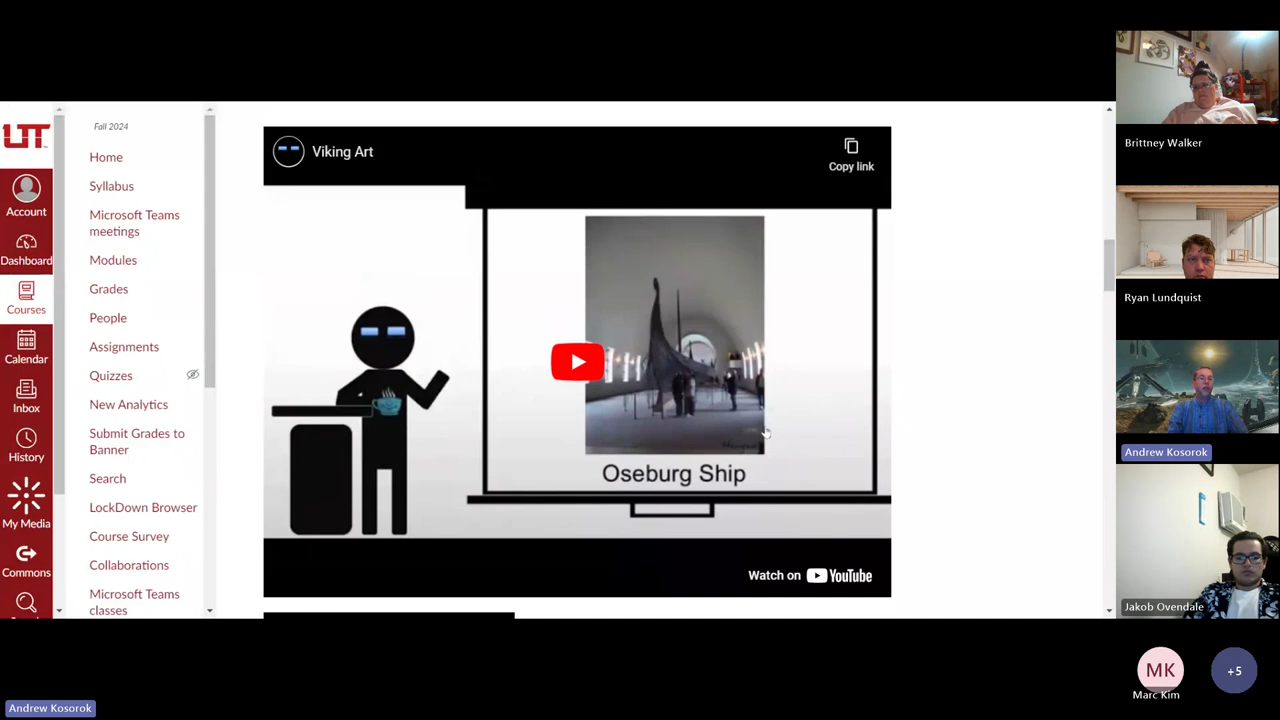 UT
Account
Dashboard
Courses
Calendar
Inbox
History
My Media
Commons
Fall 2024
Home
Syllabus
Microsoft Teams
meetings
Modules
Grades
People
Assignments
Quizzes
New Analytics
Submit Grades to
Banner
Search
LockDown Browser
Course Survey
Collaborations
Microsoft Teams
classes
Viking Art
Copy link
Oseburg Ship
Watch on YouTube
Brittney Walker
Ryan Lundquist
Andrew Kosorok
Jakob Ovendale
MK
Marc Kim
+5
Andrew Kosorok